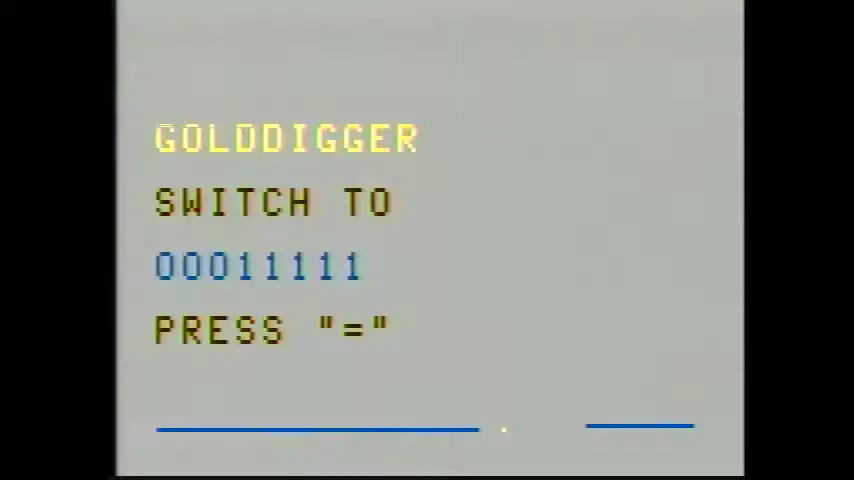 GOLDDIGGER
SWITCH TO
00011111
PRESS "="